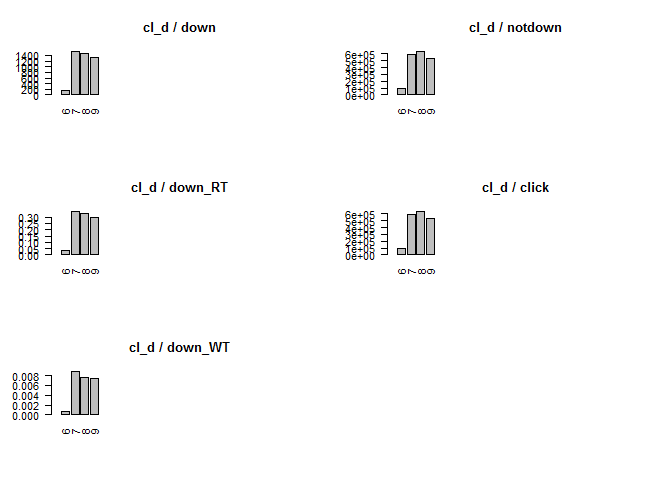 cl_d / down
1400
1200
1000
800
600
400
200
0
6
7
8
9
cl_d / notdown
6e+05
5e+05
4e+05
3e+05
2e+05
1e+05
0e+00
6
7
8
9
cl_d / down_RT
0.30
0.25
0.20
0.15
0.10
0.05
0.00
6
7
8
9
cl_d / click
6e+05
5e+05
4e+05
3e+05
2e+05
1e+05
0e+00
6
7
8
9
cl_d / down_WT
0.008
0.006
0.004
0.002
0.000
6
7
8
9